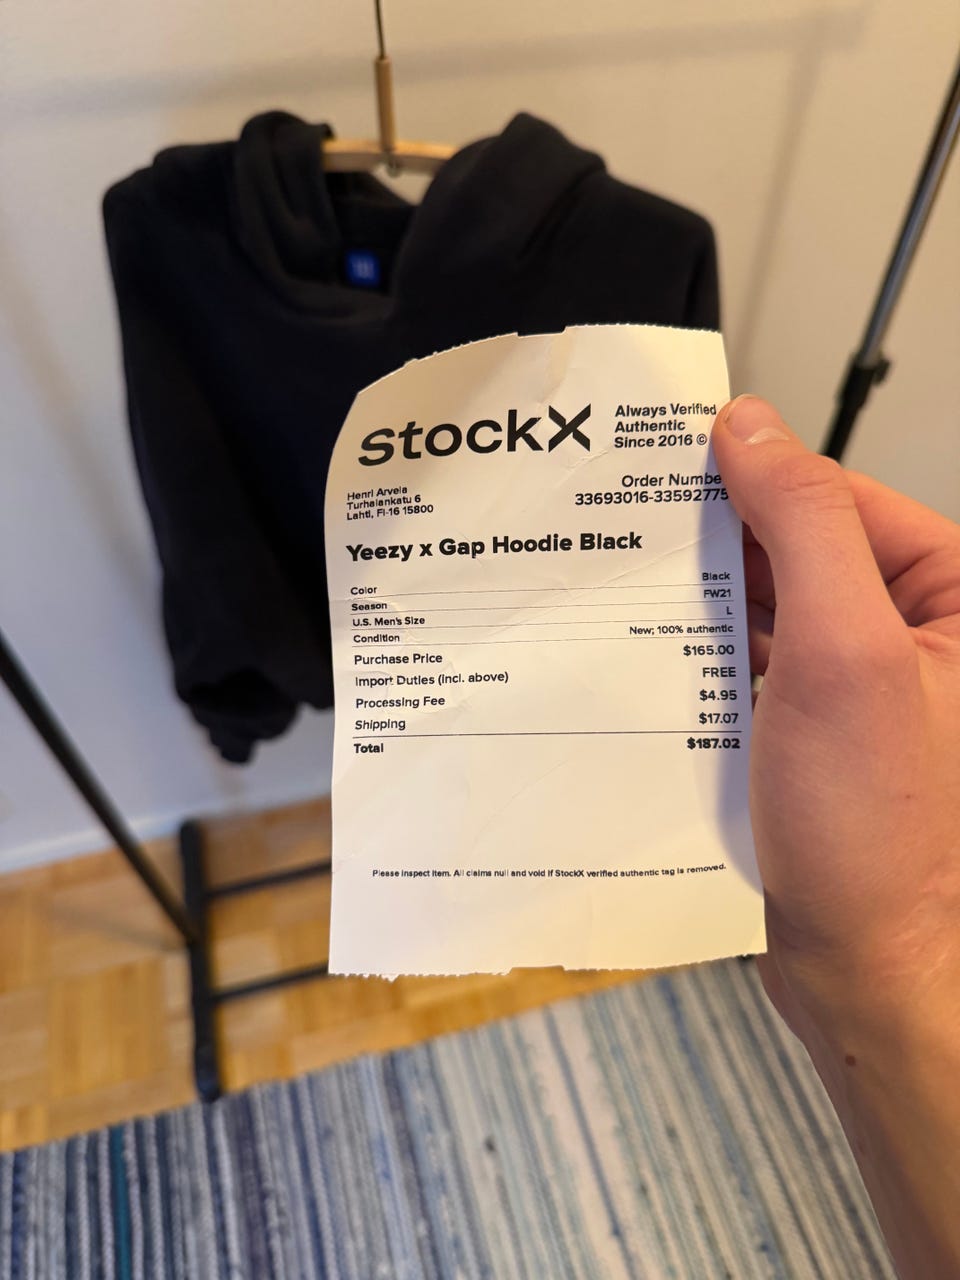 stockX
Always Verified
Authentic
Since 2016 ©
Henri Arvela
Turhalankatu 6
Lahti, FI-16 15800
Order Numbe
33693016-33592775
Yeezy x Gap Hoodie Black
Color Black
Season FW21
U.S. Men's Size L
Condition New; 100% authentic
Purchase Price $165.00
Import Duties (incl. above) FREE
Processing Fee $4.95
Shipping $17.07
Total $187.02
Please inspect item. All claims null and void if StockX verified authentic tag is removed.